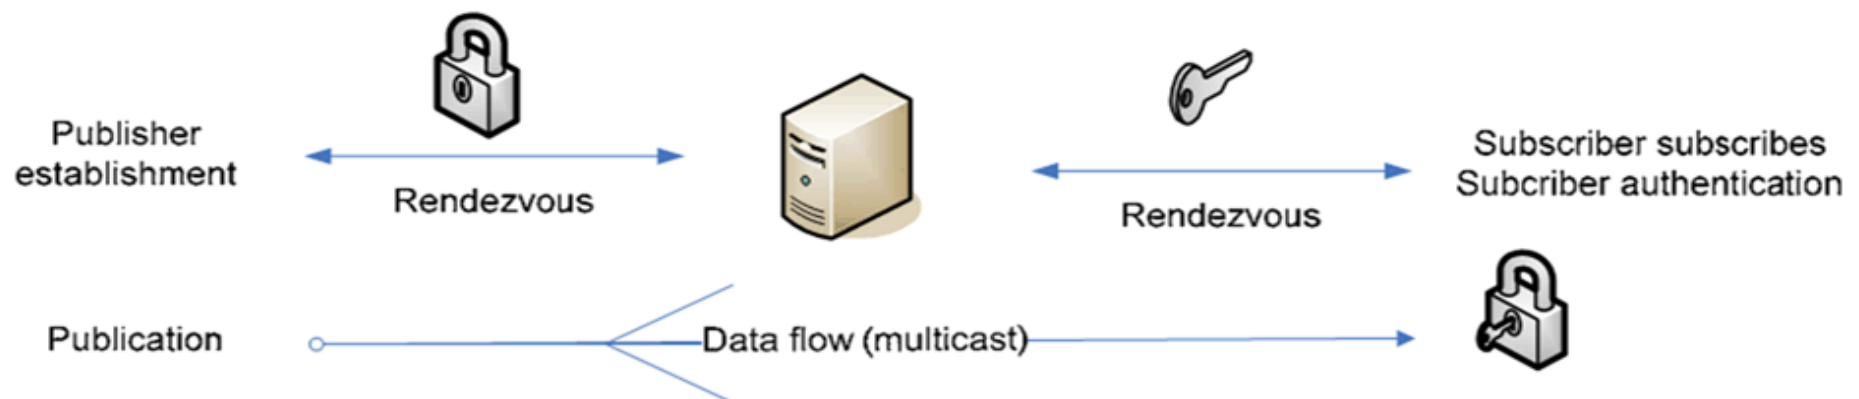 Publisher
establishment
Rendezvous
Rendezvous
Subscriber subscribes
Subcriber authentication
Publication
Data flow (multicast)